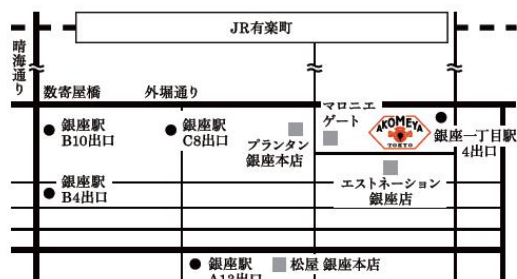 JR有楽町
晴海通り
数寄屋橋
外堀通り
マロニエ
ゲート
AKOMEYA
TOKYO
銀座駅
B10出口
銀座駅
C8出口
プランタン
銀座本店
銀座一丁目駅
4出口
銀座駅
B4出口
エストネーション
銀座店
銀座駅
A13出口
松屋 銀座本店